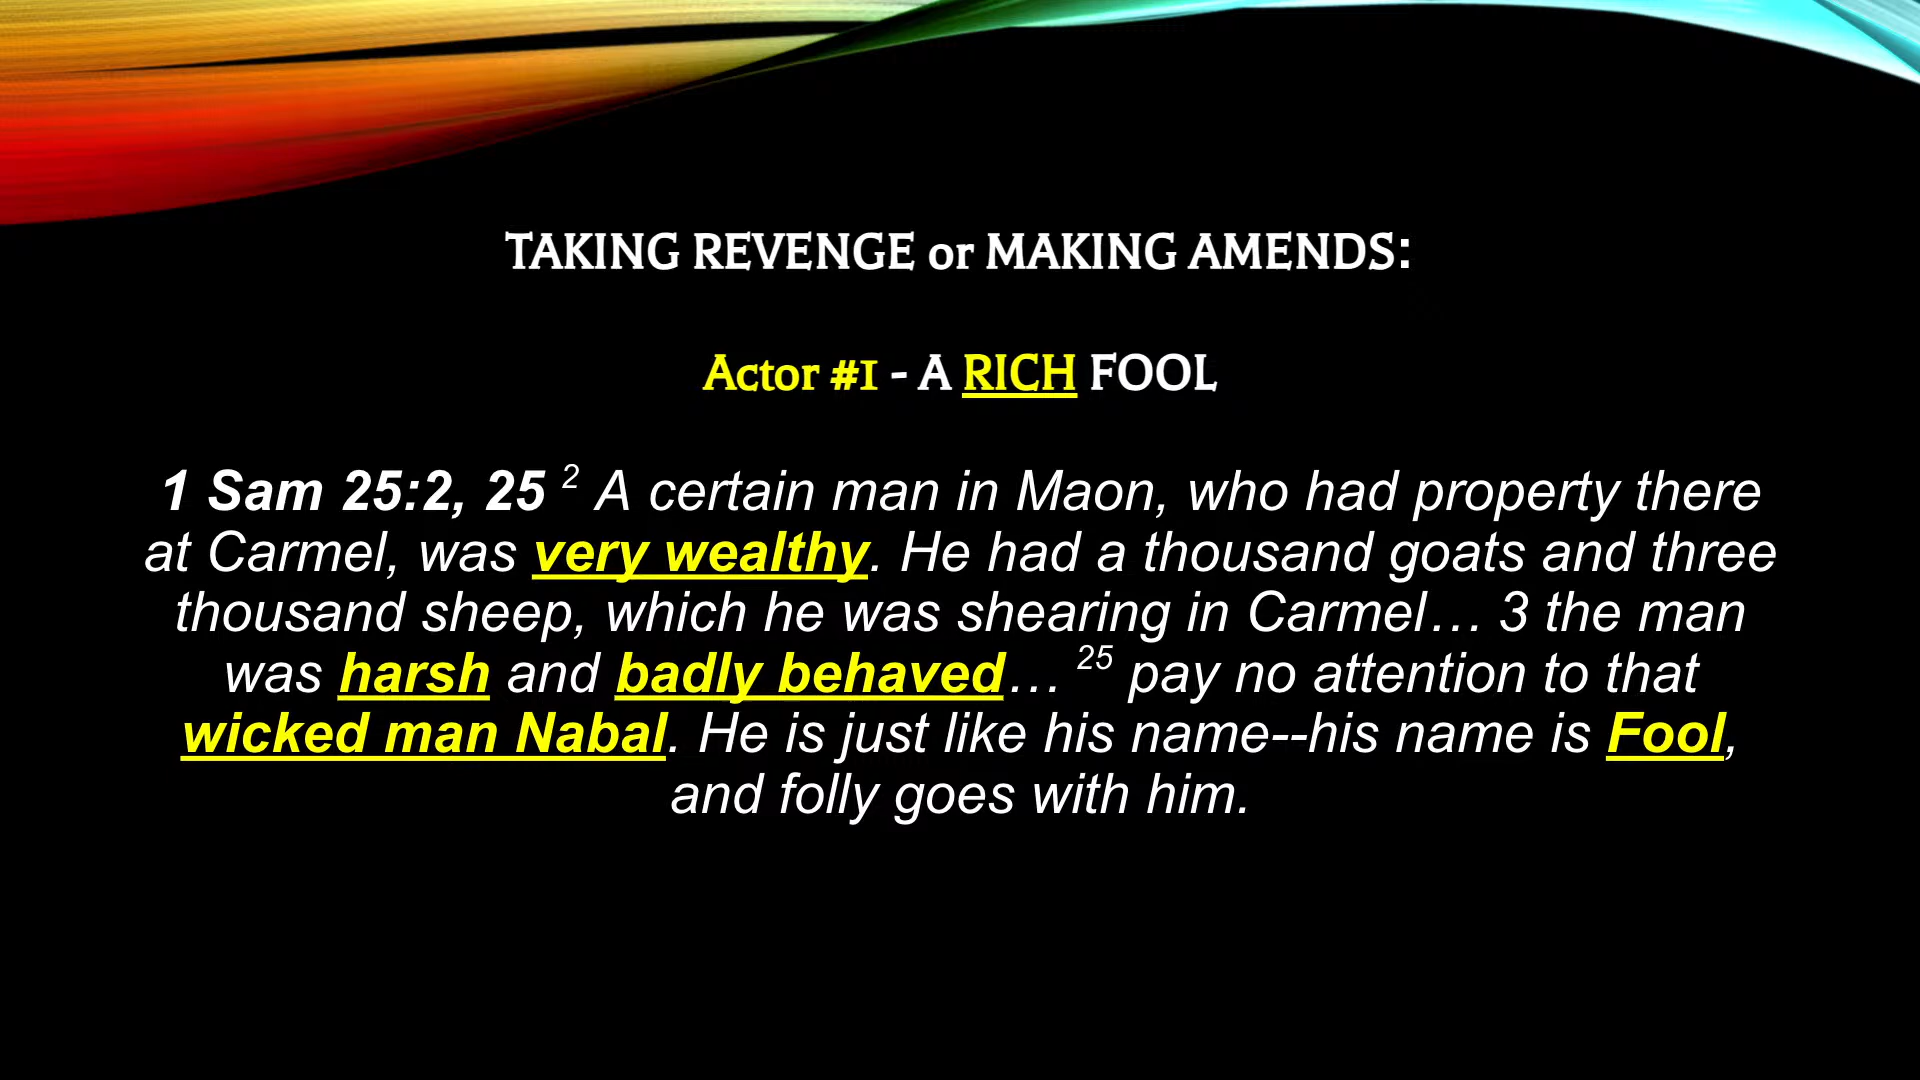 TAKING REVENGE or MAKING AMENDS:
Actor #1 - A RICH FOOL
1 Sam 25:2, 25 2 A certain man in Maon, who had property there
at Carmel, was very wealthy. He had a thousand goats and three
thousand sheep, which he was shearing in Carmel… 3 the man
was harsh and badly behaved… 25 pay no attention to that
wicked man Nabal. He is just like his name--his name is Fool,
and folly goes with him.